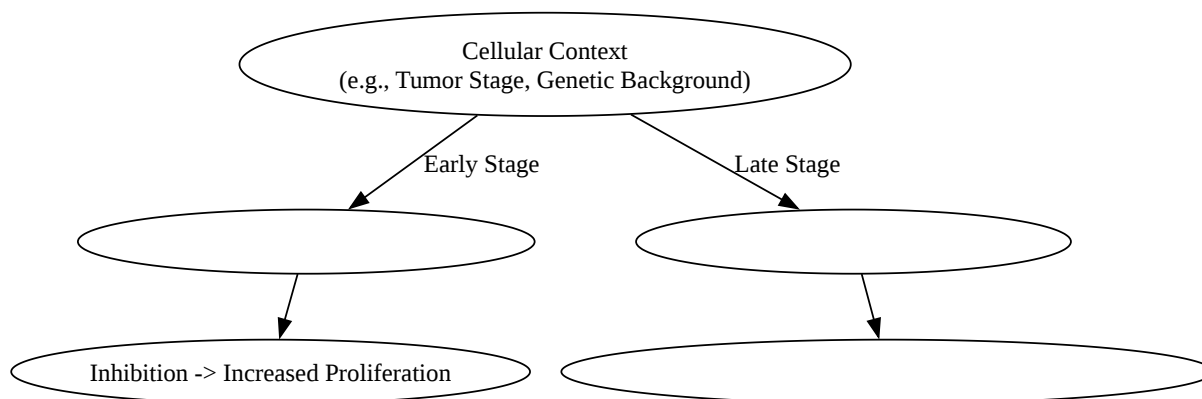 Cellular Context
(e.g., Tumor Stage, Genetic Background)
Early Stage
Late Stage
Inhibition -> Increased Proliferation